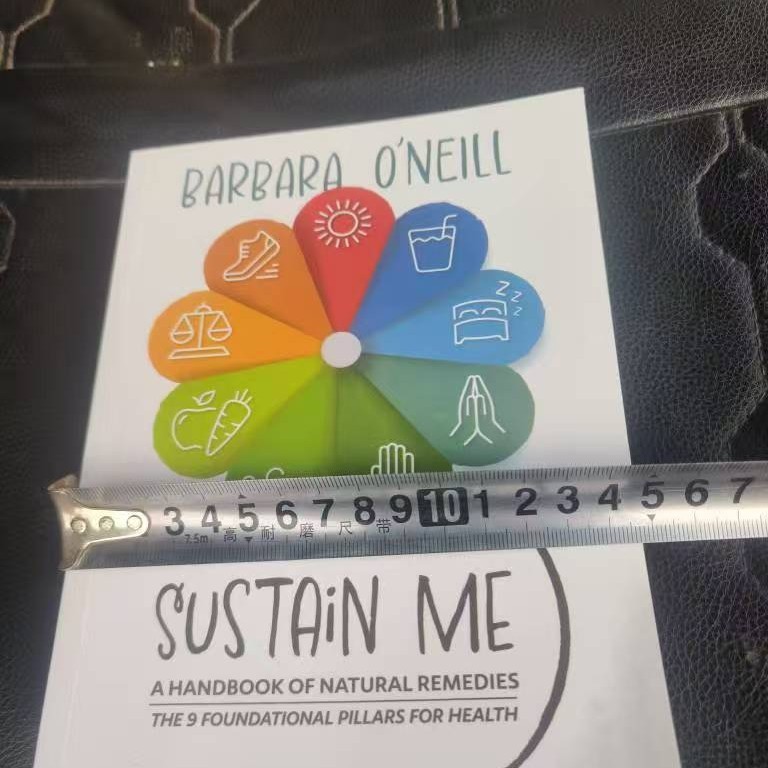 BARBARA O'NEILL
Z Z Z
3 4 5 6 7 8 9 10 1 2 3 4 5 6 7
7.5m 高 耐 磨 尺 带
SUSTAiN ME
A HANDBOOK OF NATURAL REMEDIES
THE 9 FOUNDATIONAL PILLARS FOR HEALTH